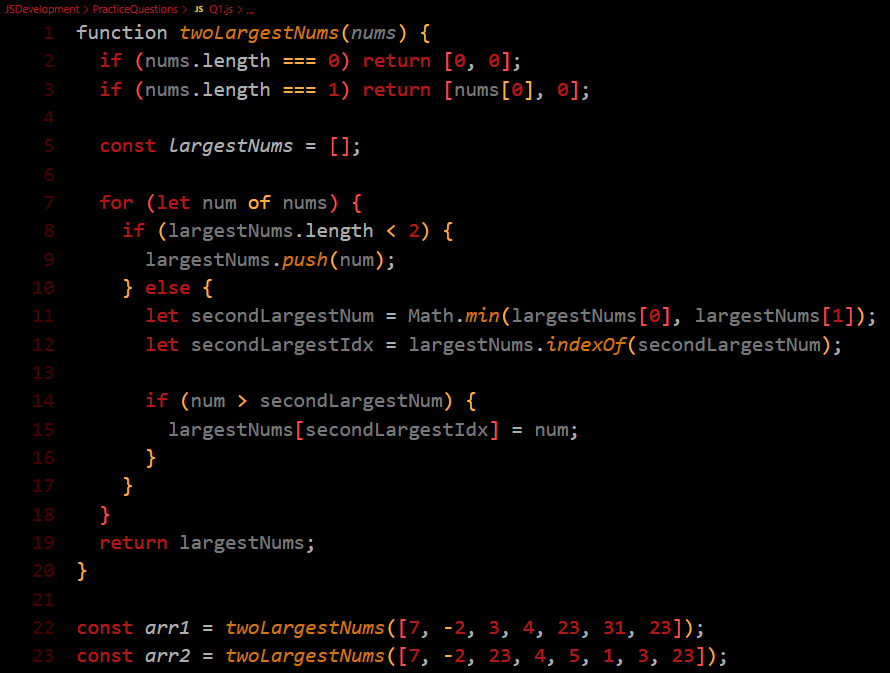 JSDevelopment > PracticeQuestions > JS Q1.js > ...
1 function twoLargestNums(nums) {
2   if (nums.length === 0) return [0, 0];
3   if (nums.length === 1) return [nums[0], 0];
4
5   const largestNums = [];
6
7   for (let num of nums) {
8     if (largestNums.length < 2) {
9       largestNums.push(num);
10     } else {
11       let secondLargestNum = Math.min(largestNums[0], largestNums[1]);
12       let secondLargestIdx = largestNums.indexOf(secondLargestNum);
13
14       if (num > secondLargestNum) {
15         largestNums[secondLargestIdx] = num;
16       }
17     }
18   }
19   return largestNums;
20 }
21
22 const arr1 = twoLargestNums([7, -2, 3, 4, 23, 31, 23]);
23 const arr2 = twoLargestNums([7, -2, 23, 4, 5, 1, 3, 23]);